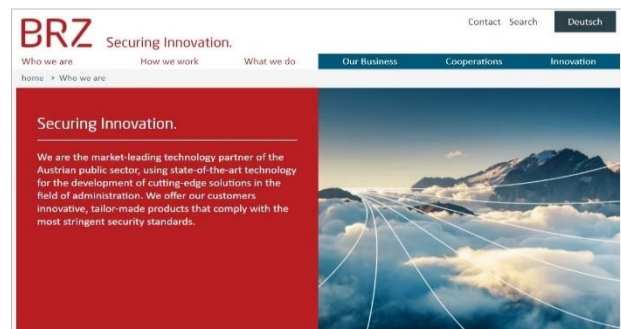 Contact Search Deutsch
BRZ Securing Innovation.
Who we are How we work What we do Our Business Cooperations Innovation
home > Who we are
Securing Innovation.
We are the market-leading technology partner of the
Austrian public sector, using state-of-the-art technology
for the development of cutting-edge solutions in the
field of administration. We offer our customers
innovative, tailor-made products that comply with the
most stringent security standards.